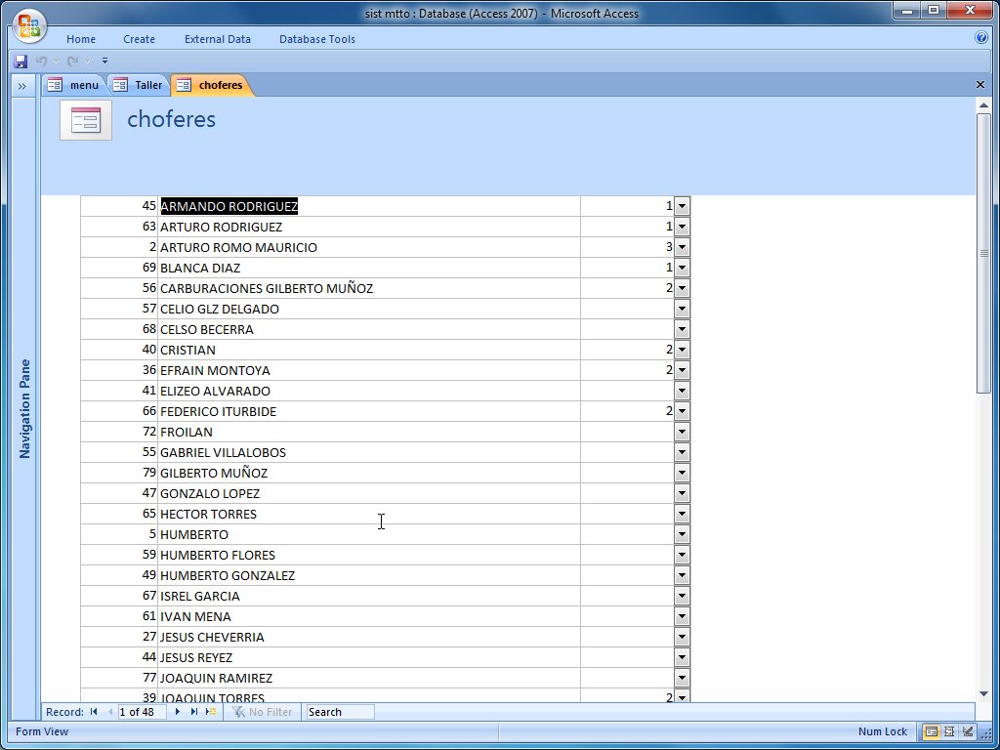 sist mtto : Database (Access 2007) - Microsoft Access
Home Create External Data Database Tools
menu Taller choferes
choferes
Navigation Pane
45 ARMANDO RODRIGUEZ 1
63 ARTURO RODRIGUEZ 1
2 ARTURO ROMO MAURICIO 3
69 BLANCA DIAZ 1
56 CARBURACIONES GILBERTO MUÑOZ 2
57 CELIO GLZ DELGADO
68 CELSO BECERRA
40 CRISTIAN 2
36 EFRAIN MONTOYA 2
41 ELIZEO ALVARADO
66 FEDERICO ITURBIDE 2
72 FROILAN
55 GABRIEL VILLALOBOS
79 GILBERTO MUÑOZ
47 GONZALO LOPEZ
65 HECTOR TORRES
5 HUMBERTO
59 HUMBERTO FLORES
49 HUMBERTO GONZALEZ
67 ISREL GARCIA
61 IVAN MENA
27 JESUS CHEVERRIA
44 JESUS REYEZ
77 JOAQUIN RAMIREZ
39 JOAQUIN TORRES 2
Record: 1 of 48 No Filter Search
Form View Num Lock